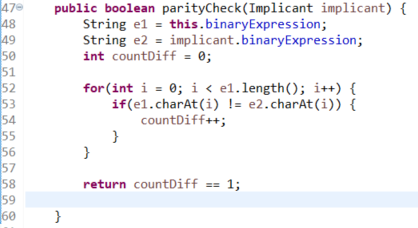 47 public boolean parityCheck(Implicant implicant) {
48 String e1 = this.binaryExpression;
49 String e2 = implicant.binaryExpression;
50 int countDiff = 0;
51
52 for(int i = 0; i < e1.length(); i++) {
53 if(e1.charAt(i) != e2.charAt(i)) {
54 countDiff++;
55 }
56 }
57
58 return countDiff == 1;
59
60 }